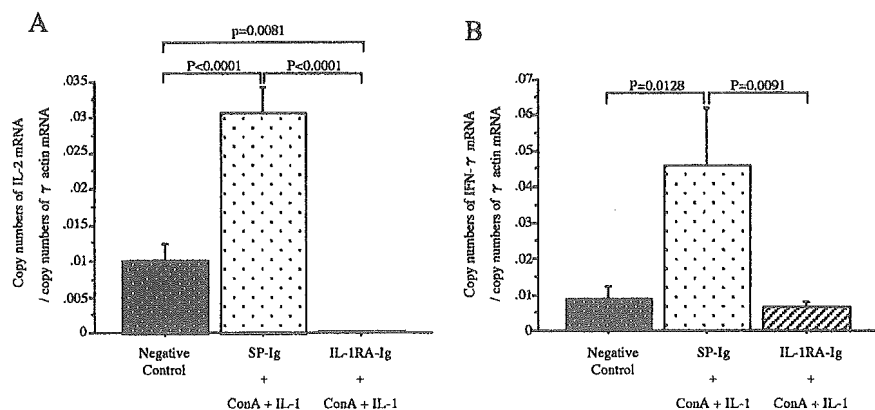 A
p=0.0081
P<0.0001 P<0.0001
Copy numbers of IL-2 mRNA
/ copy numbers of γ actin mRNA
.035
.03
.025
.02
.015
.01
.005
0
Negative
Control
SP-Ig
+
ConA + IL-1
IL-1RA-Ig
+
ConA + IL-1
B
P=0.0128 P=0.0091
Copy numbers of IFN-γ mRNA
/ copy numbers of γ actin mRNA
.07
.06
.05
.04
.03
.02
.01
0
Negative
Control
SP-Ig
+
ConA + IL-1
IL-1RA-Ig
+
ConA + IL-1